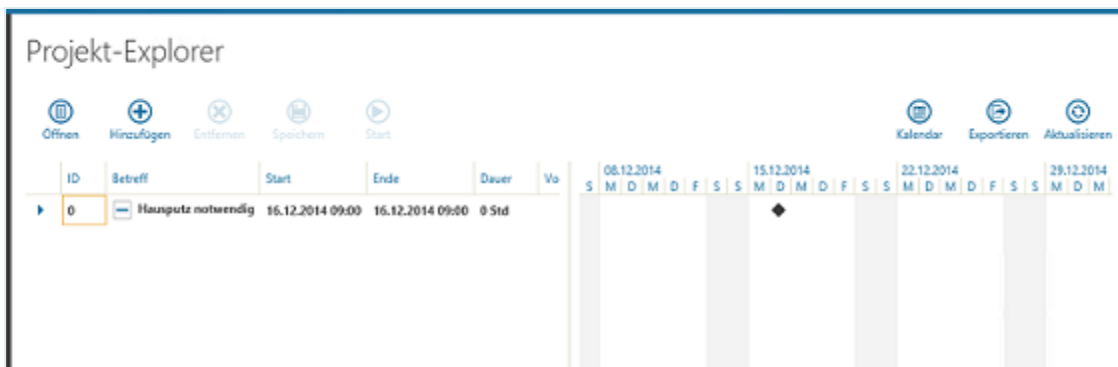 Projekt-Explorer
Öffnen Hinzufügen Entfernen Speichern Start Kalendar Exportieren Aktualisieren
08.12.2014 15.12.2014 22.12.2014 29.12.2014
ID Betreff Start Ende Dauer Vo S M D M D F S S M D M D F S S M D M D F S S M D M
0 Hausputz notwendig 16.12.2014 09:00 16.12.2014 09:00 0 Std